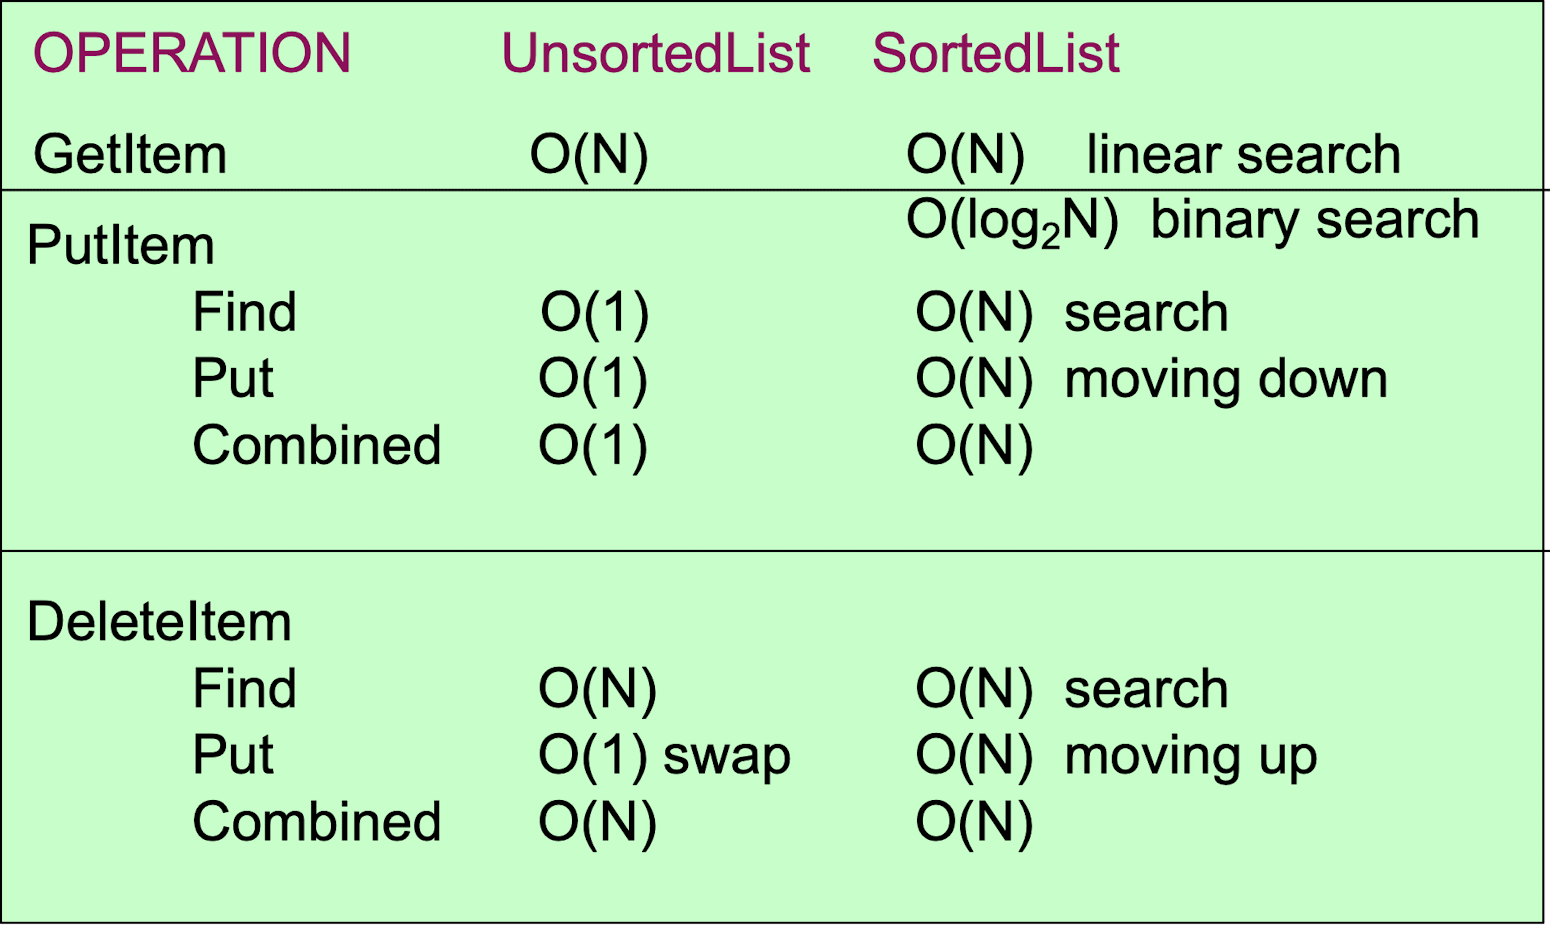 OPERATION UnsortedList SortedList
GetItem O(N) O(N) linear search
O(log₂N) binary search
PutItem
Find O(1) O(N) search
Put O(1) O(N) moving down
Combined O(1) O(N)
DeleteItem
Find O(N) O(N) search
Put O(1) swap O(N) moving up
Combined O(N) O(N)